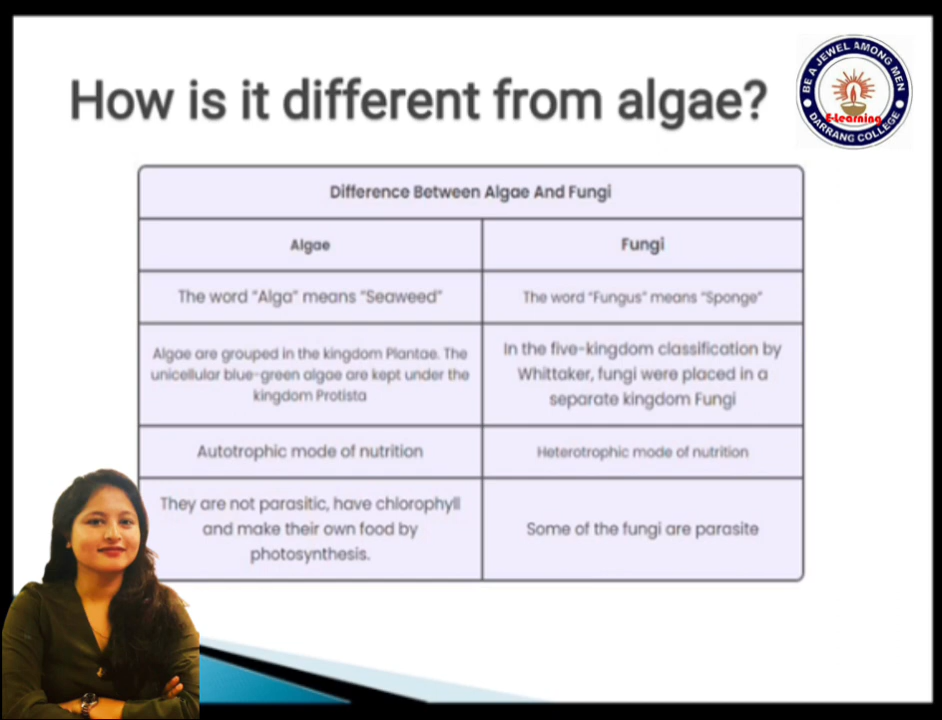 How is it different from algae?
BE A JEWEL AMONG MEN
E-Learning
DARRANG COLLEGE
Difference Between Algae And Fungi
Algae
Fungi
The word "Alga" means "Seaweed"
The word "Fungus" means "Sponge"
Algae are grouped in the kingdom Plantae. The
unicellular blue-green algae are kept under the
kingdom Protista
In the five-kingdom classification by
Whittaker, fungi were placed in a
separate kingdom Fungi
Autotrophic mode of nutrition
Heterotrophic mode of nutrition
They are not parasitic, have chlorophyll
and make their own food by
photosynthesis.
Some of the fungi are parasite